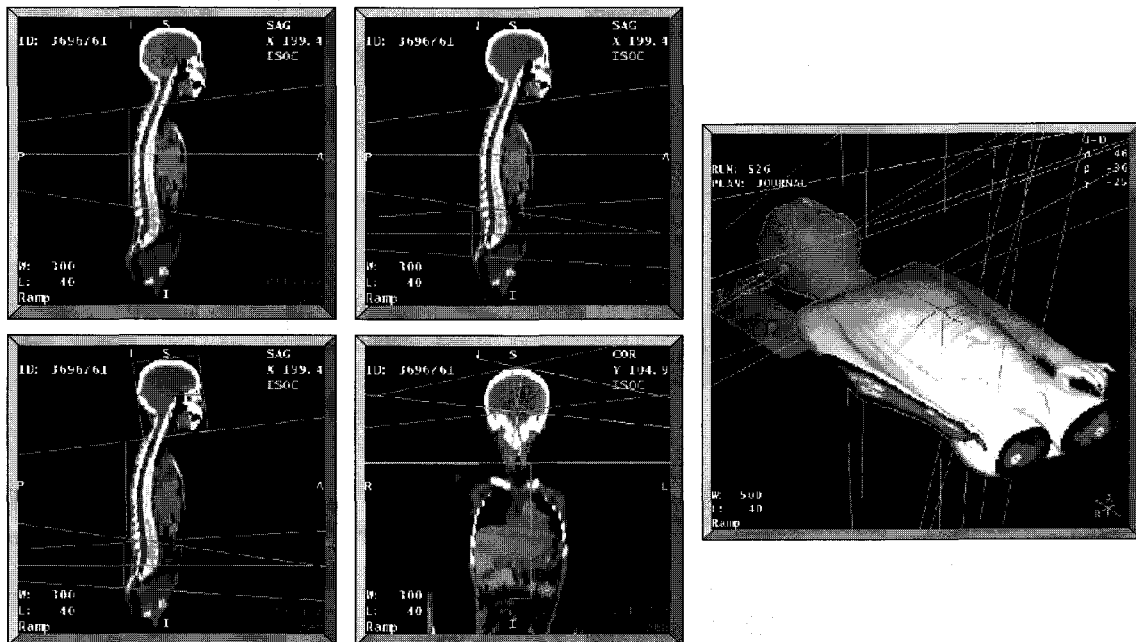 S SAG
ID: 3696761 X 199.4
ISOC
P A
W: 300
L: 40
Ramp I
S SAG
ID: 3696761 X 199.4
ISOC
P A
W: 300
L: 40
Ramp I
S SAG
ID: 3696761 X 199.4
ISOC
P A
W: 300
L: 40
Ramp I
S COR
ID: 3696761 Y 104.9
ISOC
R L
W: 300
L: 40
Ramp I
RUN: S26
PLAN: JOURNAL
W: 500
L: 40
Ramp